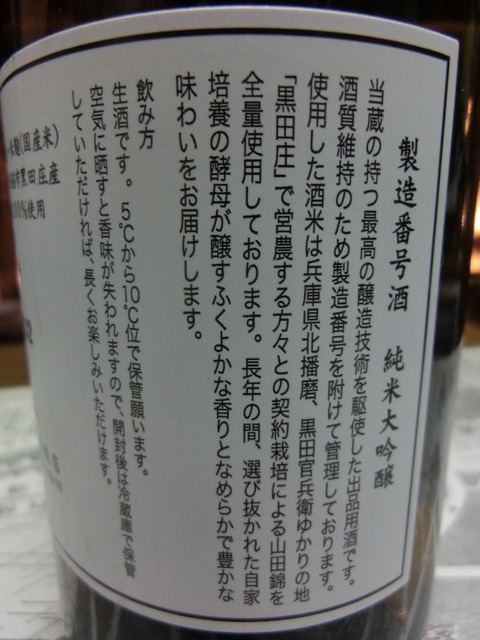 製造番号酒　純米大吟醸
当蔵の持つ最高の醸造技術を駆使した出品用酒です。
酒質維持のため製造番号を附けて管理しております。
使用した酒米は兵庫県北播磨、黒田官兵衛ゆかりの地
「黒田庄」で営農する方々との契約栽培による山田錦を
全量使用しております。長年の間、選び抜かれた自家
培養の酵母が醸すふくよかな香りとなめらかで豊かな
味わいをお届けします。
飲み方
生酒です。5℃から10℃位で保管願います。
空気に晒すと香味が失われますので、開封後は冷蔵庫で保管
していただければ、長くお楽しみいただけます。
(国産米)
市黒田庄産
使用